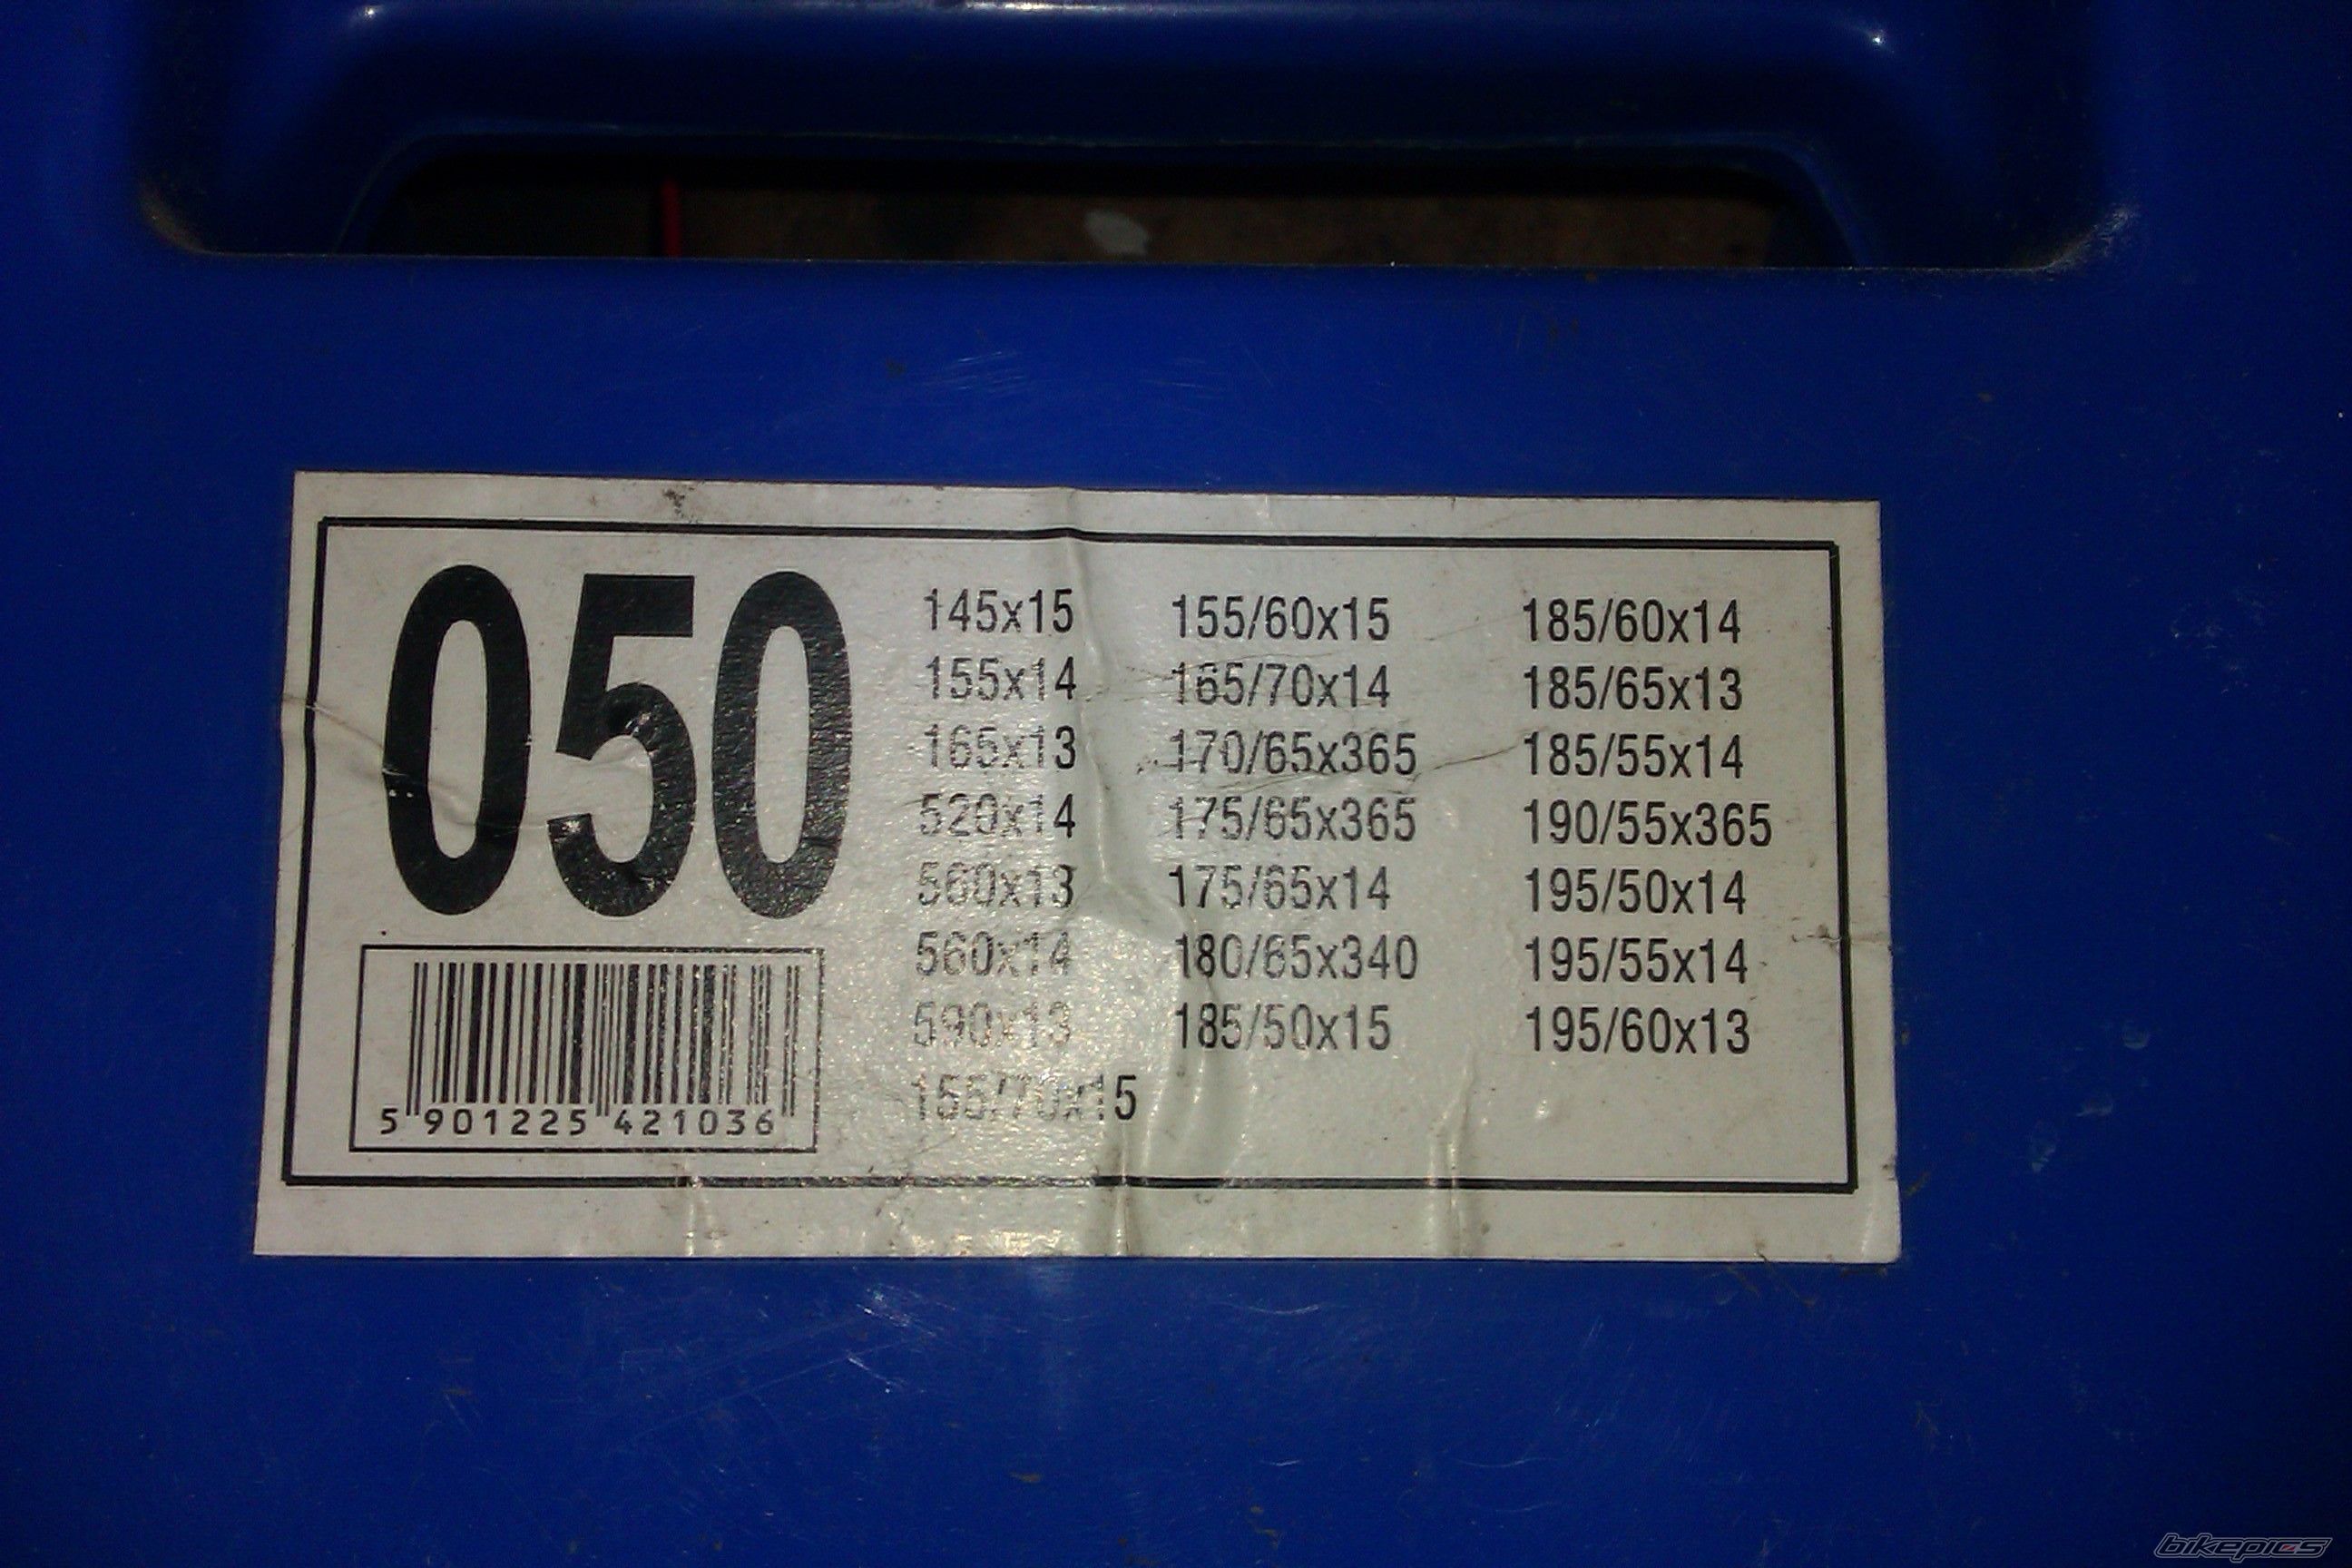 050
145x15
155x14
165x13
520x14
560x13
560x14
590x13
155/70x15
155/60x15
165/70x14
170/65x365
175/65x365
175/65x14
180/65x340
185/50x15
185/60x14
185/65x13
185/55x14
190/55x365
195/50x14
195/55x14
195/60x13
5 901225 421036
bikepics